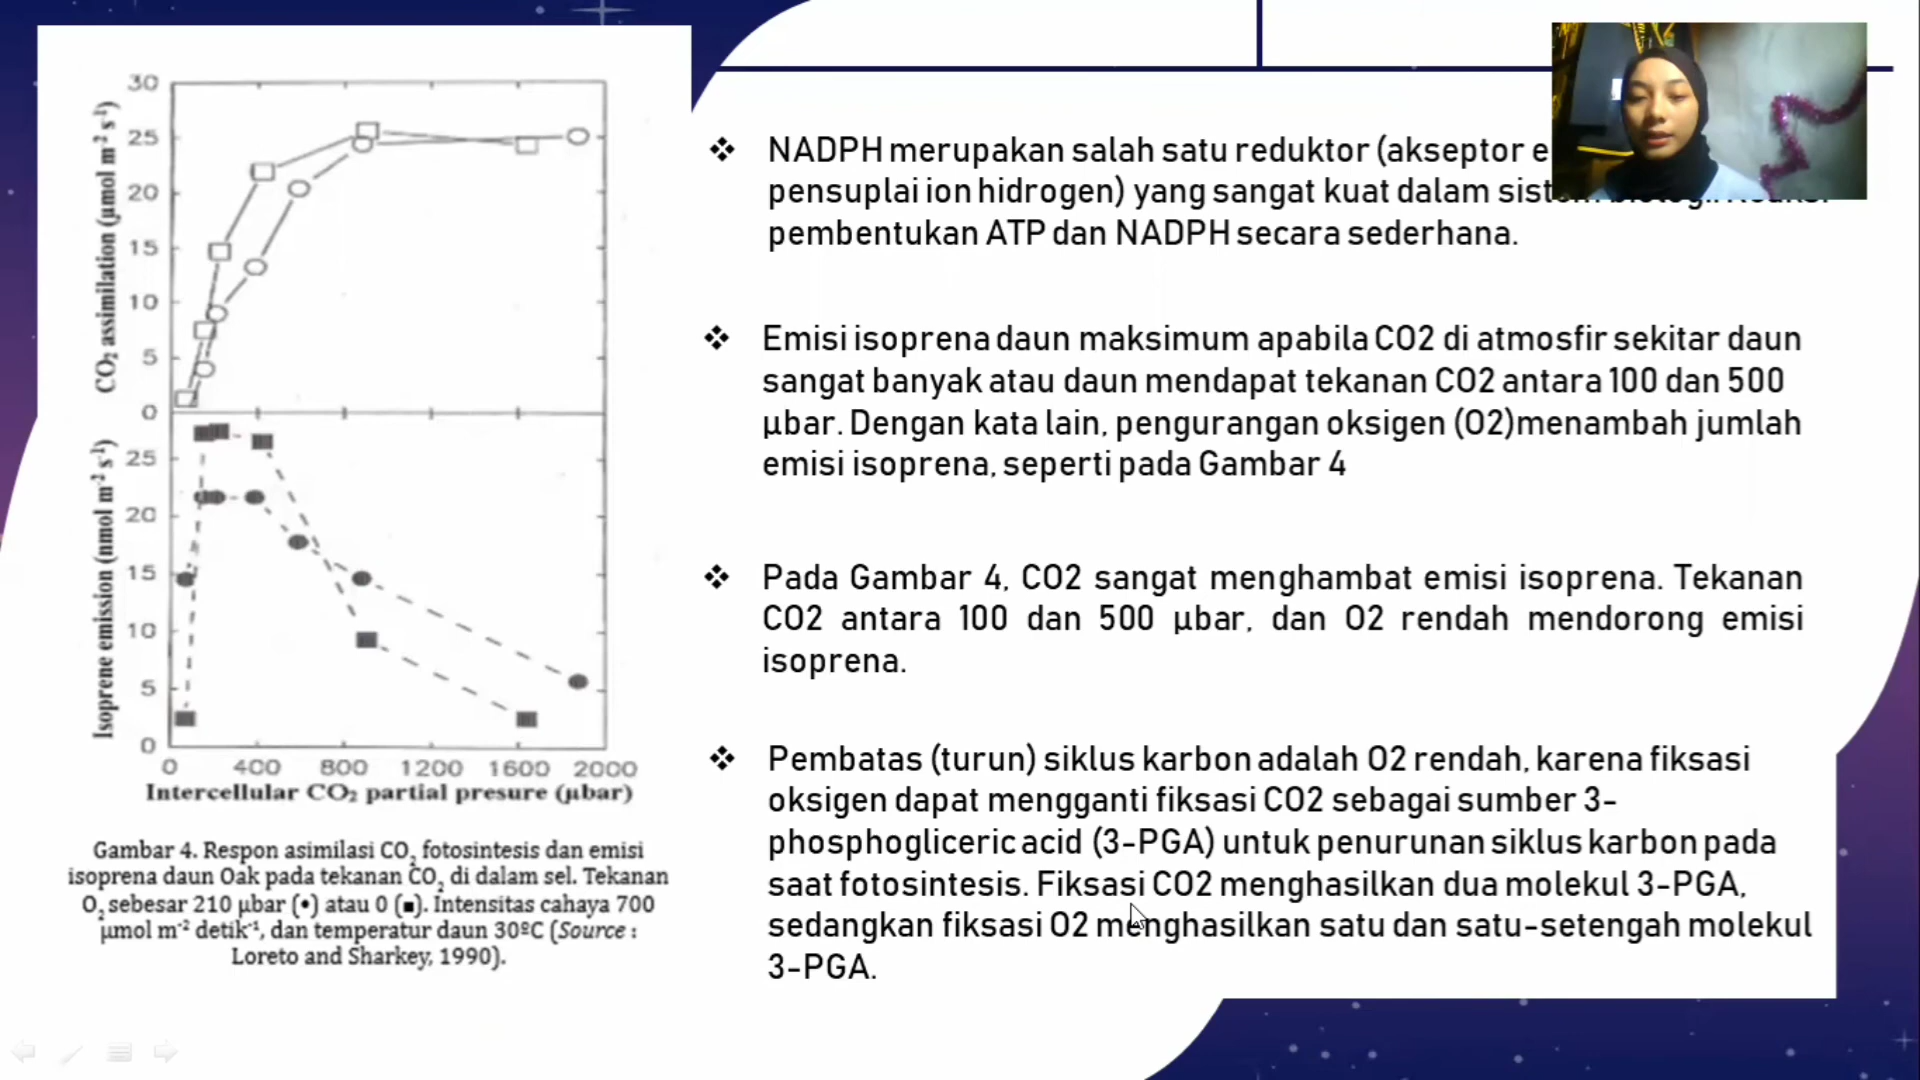 30
25
20
15
10
5
0
CO₂ assimilation (µmol m⁻² s⁻¹)
25
20
15
10
5
0
Isoprene emission (nmol m⁻² s⁻¹)
0 400 800 1200 1600 2000
Intercellular CO₂ partial presure (µbar)
Gambar 4. Respon asimilasi CO₂ fotosintesis dan emisi
isoprena daun Oak pada tekanan CO₂ di dalam sel. Tekanan
O₂ sebesar 210 µbar (•) atau 0 (■). Intensitas cahaya 700
µmol m⁻² detik⁻¹, dan temperatur daun 30ºC (Source :
Loreto and Sharkey, 1990).
❖ NADPH merupakan salah satu reduktor (akseptor
pensuplai ion hidrogen) yang sangat kuat dalam
pembentukan ATP dan NADPH secara sederhana.
❖ Emisi isoprena daun maksimum apabila CO2 di atmosfir sekitar daun
sangat banyak atau daun mendapat tekanan CO2 antara 100 dan 500
µbar. Dengan kata lain, pengurangan oksigen (O2)menambah jumlah
emisi isoprena, seperti pada Gambar 4
❖ Pada Gambar 4, CO2 sangat menghambat emisi isoprena. Tekanan
CO2 antara 100 dan 500 µbar, dan O2 rendah mendorong emisi
isoprena.
❖ Pembatas (turun) siklus karbon adalah O2 rendah, karena fiksasi
oksigen dapat mengganti fiksasi CO2 sebagai sumber 3-
phosphogliceric acid (3-PGA) untuk penurunan siklus karbon pada
saat fotosintesis. Fiksasi CO2 menghasilkan dua molekul 3-PGA,
sedangkan fiksasi O2 menghasilkan satu dan satu-setengah molekul
3-PGA.